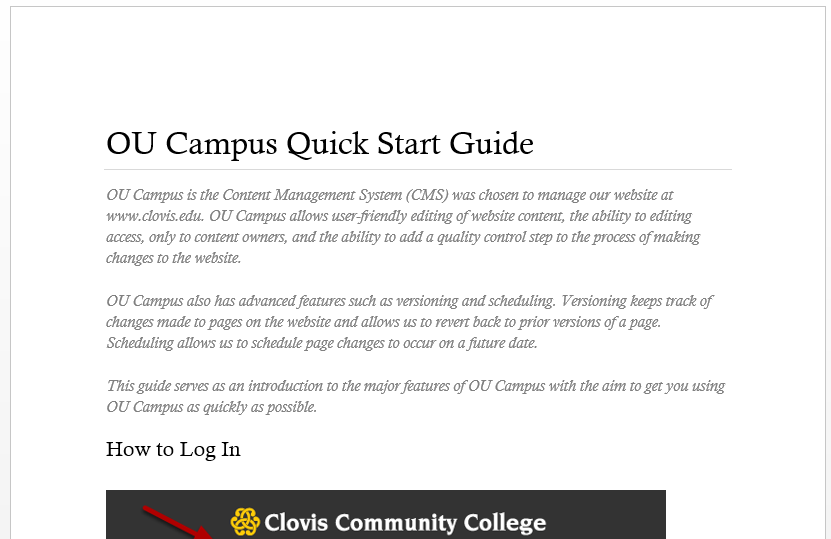 OU Campus Quick Start Guide
OU Campus is the Content Management System (CMS) was chosen to manage our website at
www.clovis.edu. OU Campus allows user-friendly editing of website content, the ability to editing
access, only to content owners, and the ability to add a quality control step to the process of making
changes to the website.
OU Campus also has advanced features such as versioning and scheduling. Versioning keeps track of
changes made to pages on the website and allows us to revert back to prior versions of a page.
Scheduling allows us to schedule page changes to occur on a future date.
This guide serves as an introduction to the major features of OU Campus with the aim to get you using
OU Campus as quickly as possible.
How to Log In
Clovis Community College